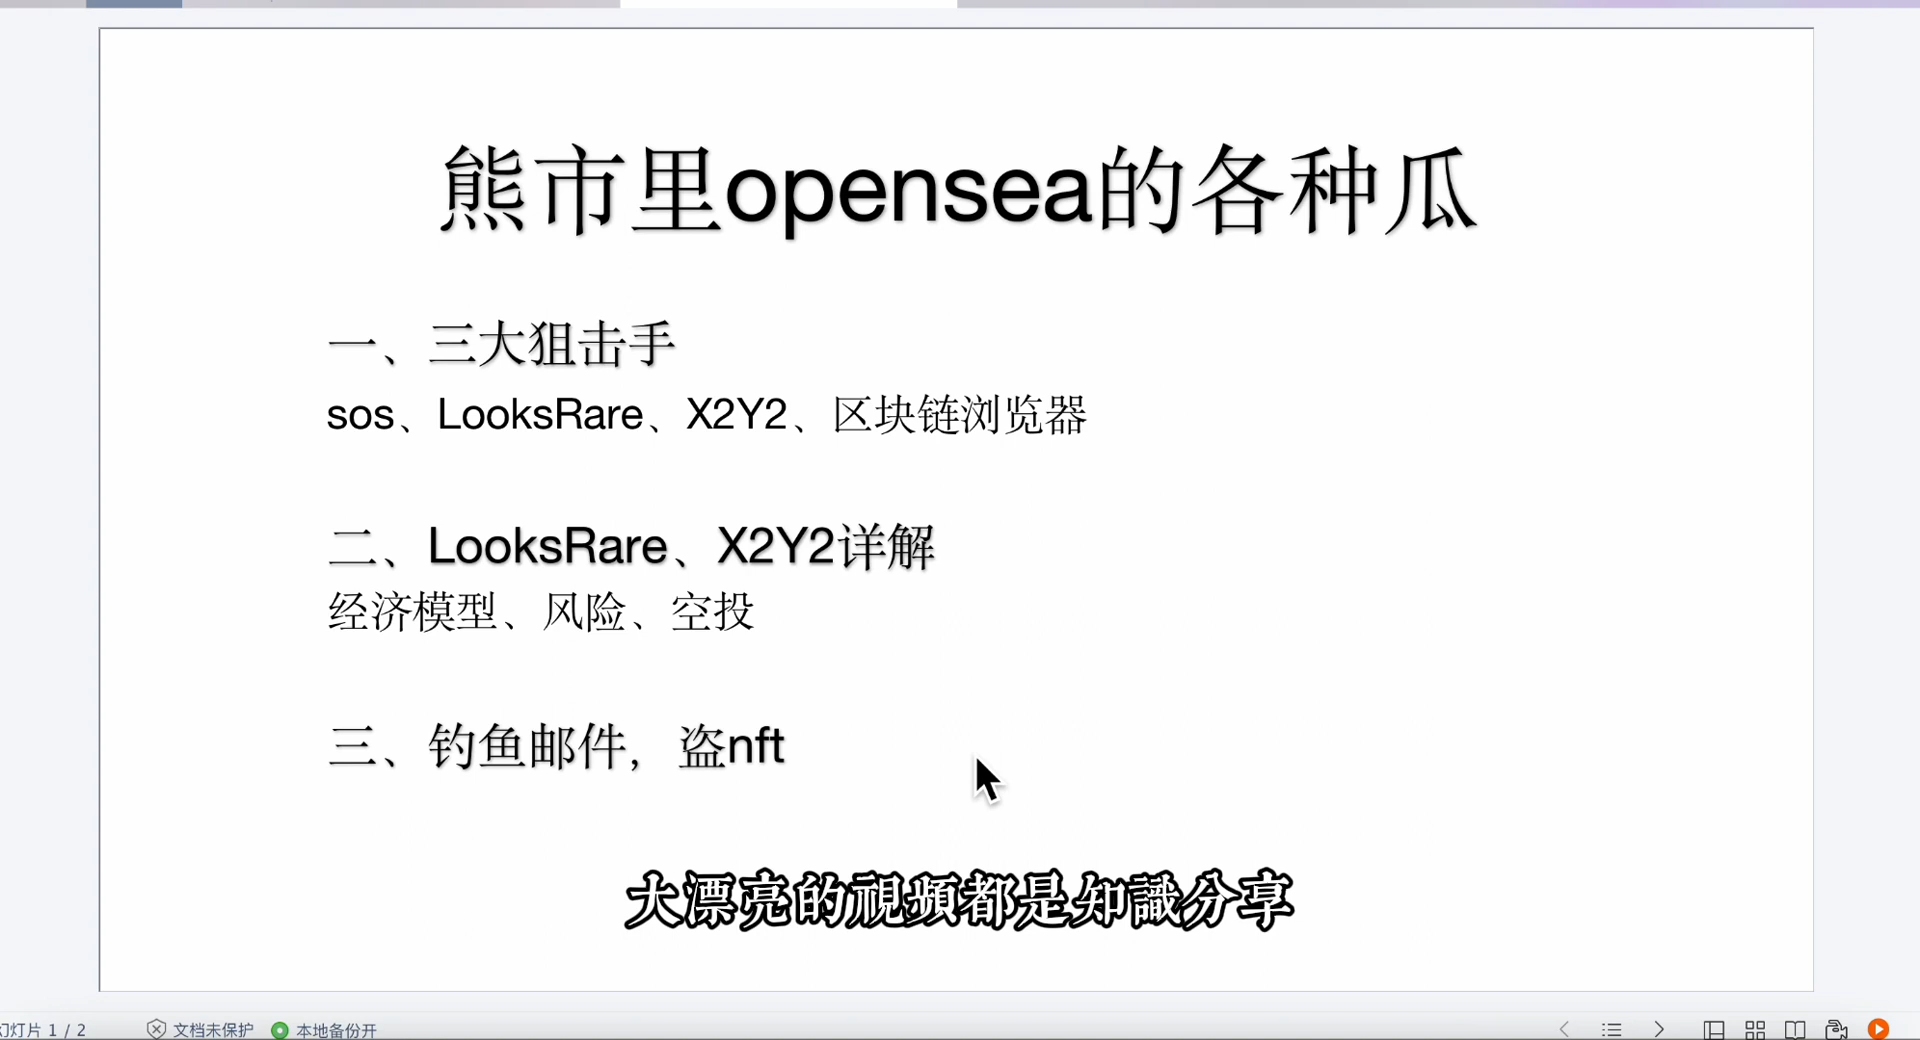 熊市里opensea的各种瓜
一、三大狙击手
sos、LooksRare、X2Y2、区块链浏览器
二、LooksRare、X2Y2详解
经济模型、风险、空投
三、钓鱼邮件，盗nft
大漂亮的視頻都是知識分享
幻灯片 1 / 2 文档未保护 本地备份开